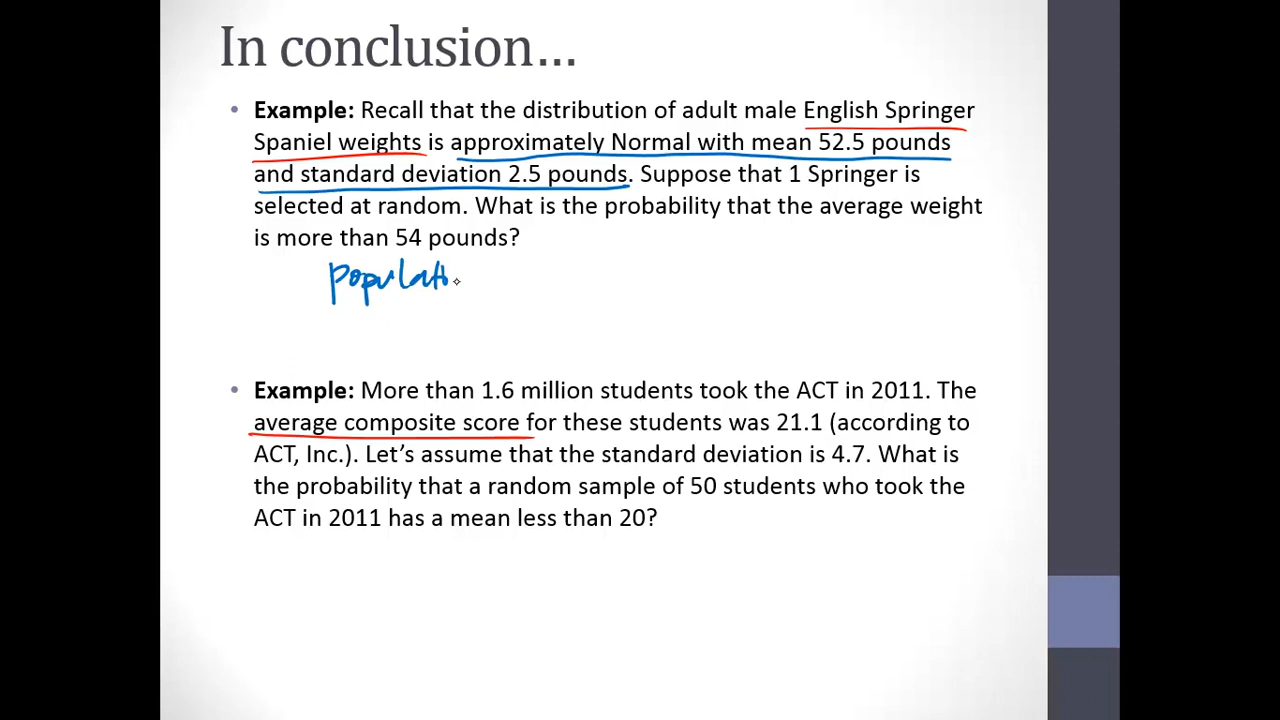 In conclusion…
• Example: Recall that the distribution of adult male English Springer
Spaniel weights is approximately Normal with mean 52.5 pounds
and standard deviation 2.5 pounds. Suppose that 1 Springer is
selected at random. What is the probability that the average weight
is more than 54 pounds?
populati
• Example: More than 1.6 million students took the ACT in 2011. The
average composite score for these students was 21.1 (according to
ACT, Inc.). Let’s assume that the standard deviation is 4.7. What is
the probability that a random sample of 50 students who took the
ACT in 2011 has a mean less than 20?